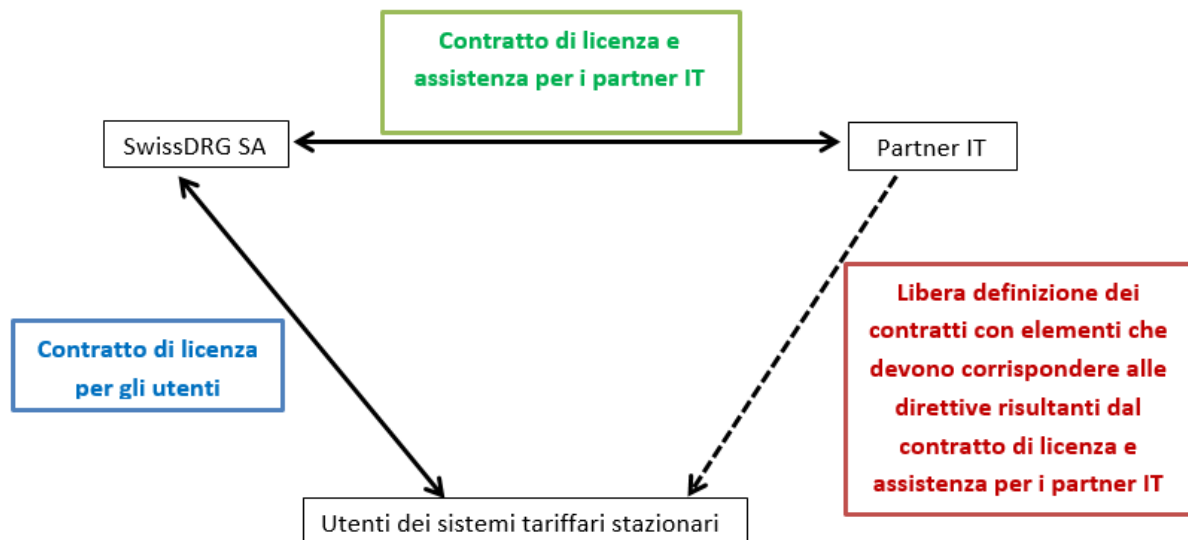 Contratto di licenza e
assistenza per i partner IT
SwissDRG SA
Partner IT
Contratto di licenza
per gli utenti
Libera definizione dei
contratti con elementi che
devono corrispondere alle
direttive risultanti dal
contratto di licenza e
assistenza per i partner IT
Utenti dei sistemi tariffari stazionari